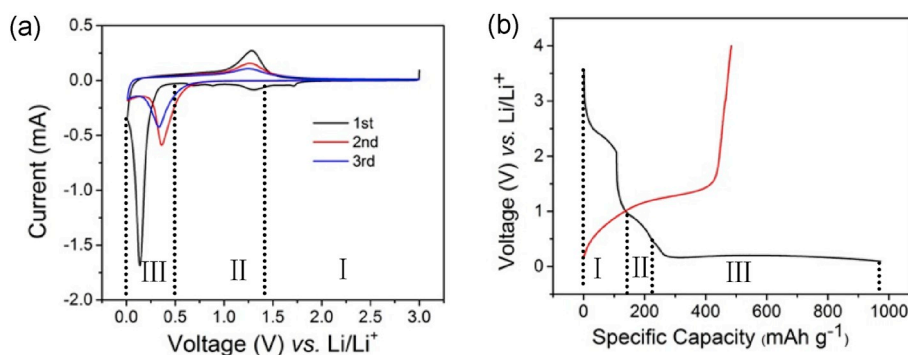 (a)
0.5
0.0
-0.5
-1.0
-1.5
-2.0
Current (mA)
1st
2nd
3rd
III
II
I
0.0 0.5 1.0 1.5 2.0 2.5 3.0
Voltage (V) vs. Li/Li⁺
(b)
4
3
2
1
0
Voltage (V) vs. Li/Li⁺
I
II
III
0 200 400 600 800 1000
Specific Capacity (mAh g⁻¹)